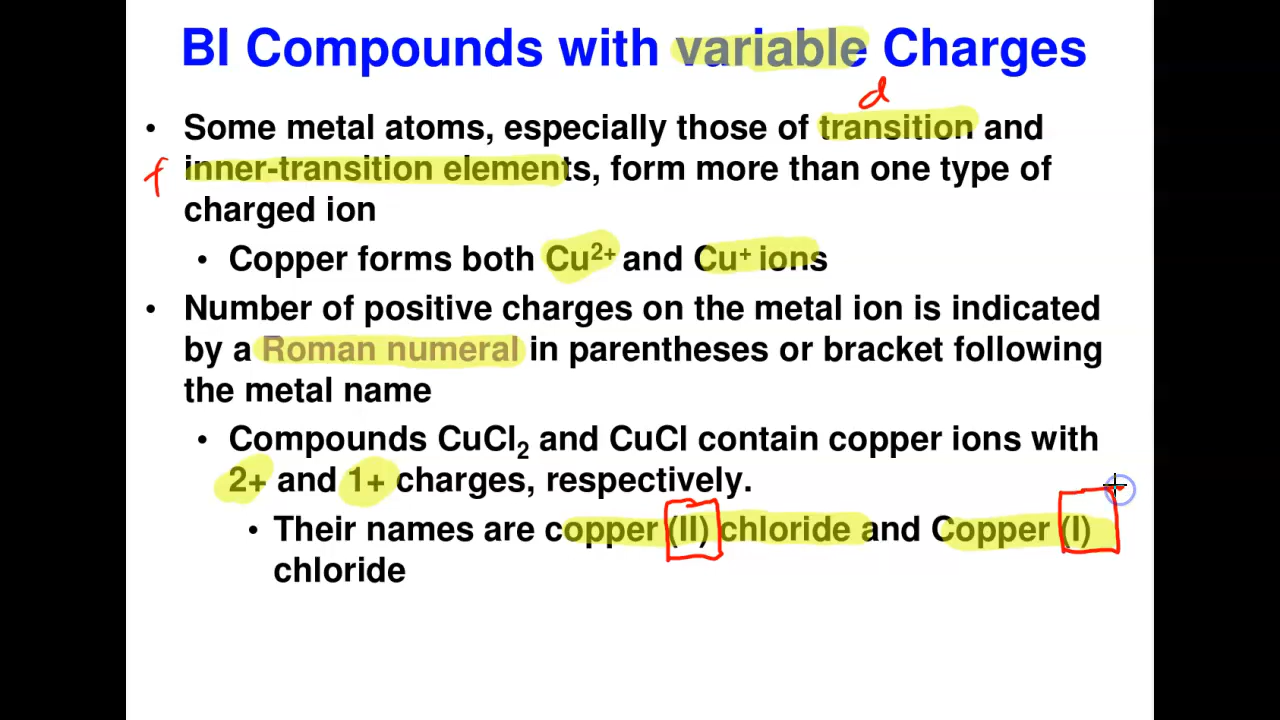 BI Compounds with variable Charges
d
• Some metal atoms, especially those of transition and
f inner-transition elements, form more than one type of
charged ion
• Copper forms both Cu²⁺ and Cu⁺ ions
• Number of positive charges on the metal ion is indicated
by a Roman numeral in parentheses or bracket following
the metal name
• Compounds CuCl₂ and CuCl contain copper ions with
2+ and 1+ charges, respectively.
• Their names are copper (II) chloride and Copper (I)
chloride